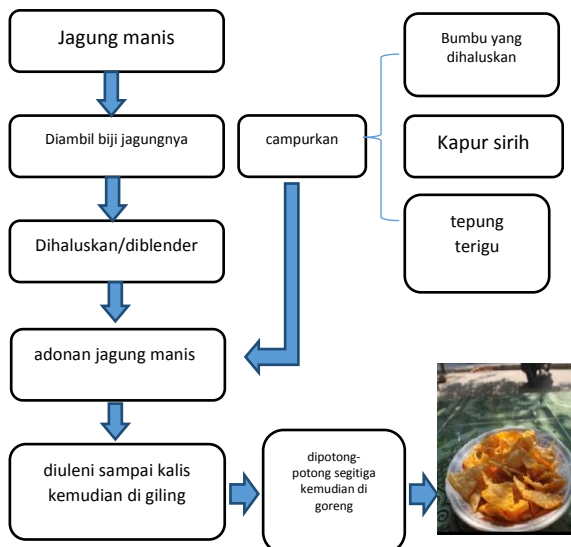 Jagung manis
Diambil biji jagungnya
Dihaluskan/diblender
adonan jagung manis
diuleni sampai kalis
kemudian di giling
dipotong-
potong segitiga
kemudian di
goreng
campurkan
Bumbu yang
dihaluskan
Kapur sirih
tepung
terigu